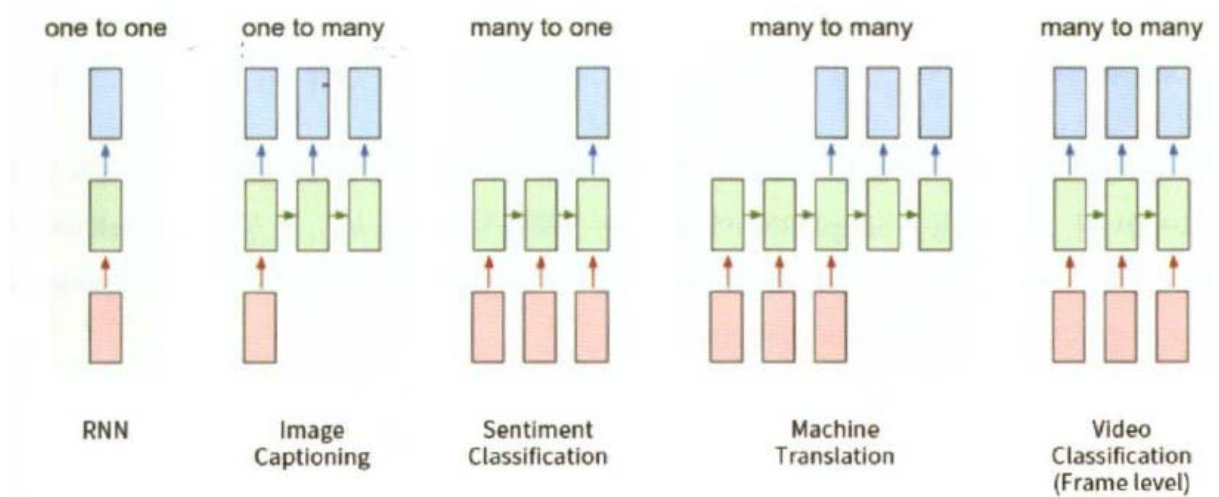 one to one
one to many
many to one
many to many
many to many
RNN
Image
Captioning
Sentiment
Classification
Machine
Translation
Video
Classification
(Frame level)